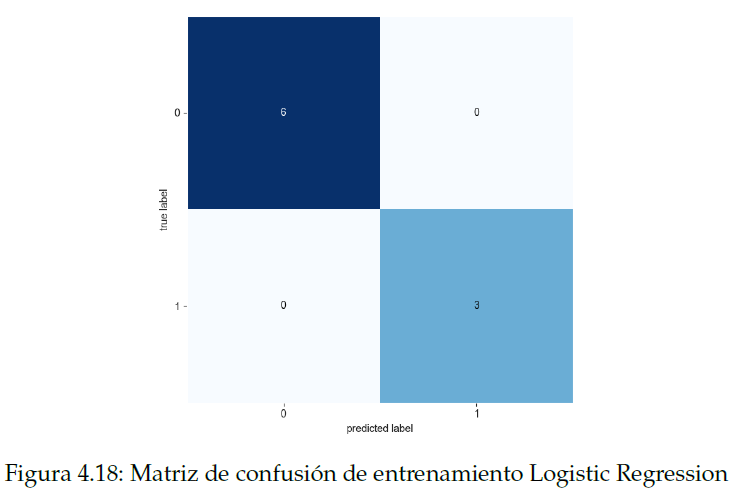 0
6
0
true label
1
0
3
0
1
predicted label
Figura 4.18: Matriz de confusión de entrenamiento Logistic Regression